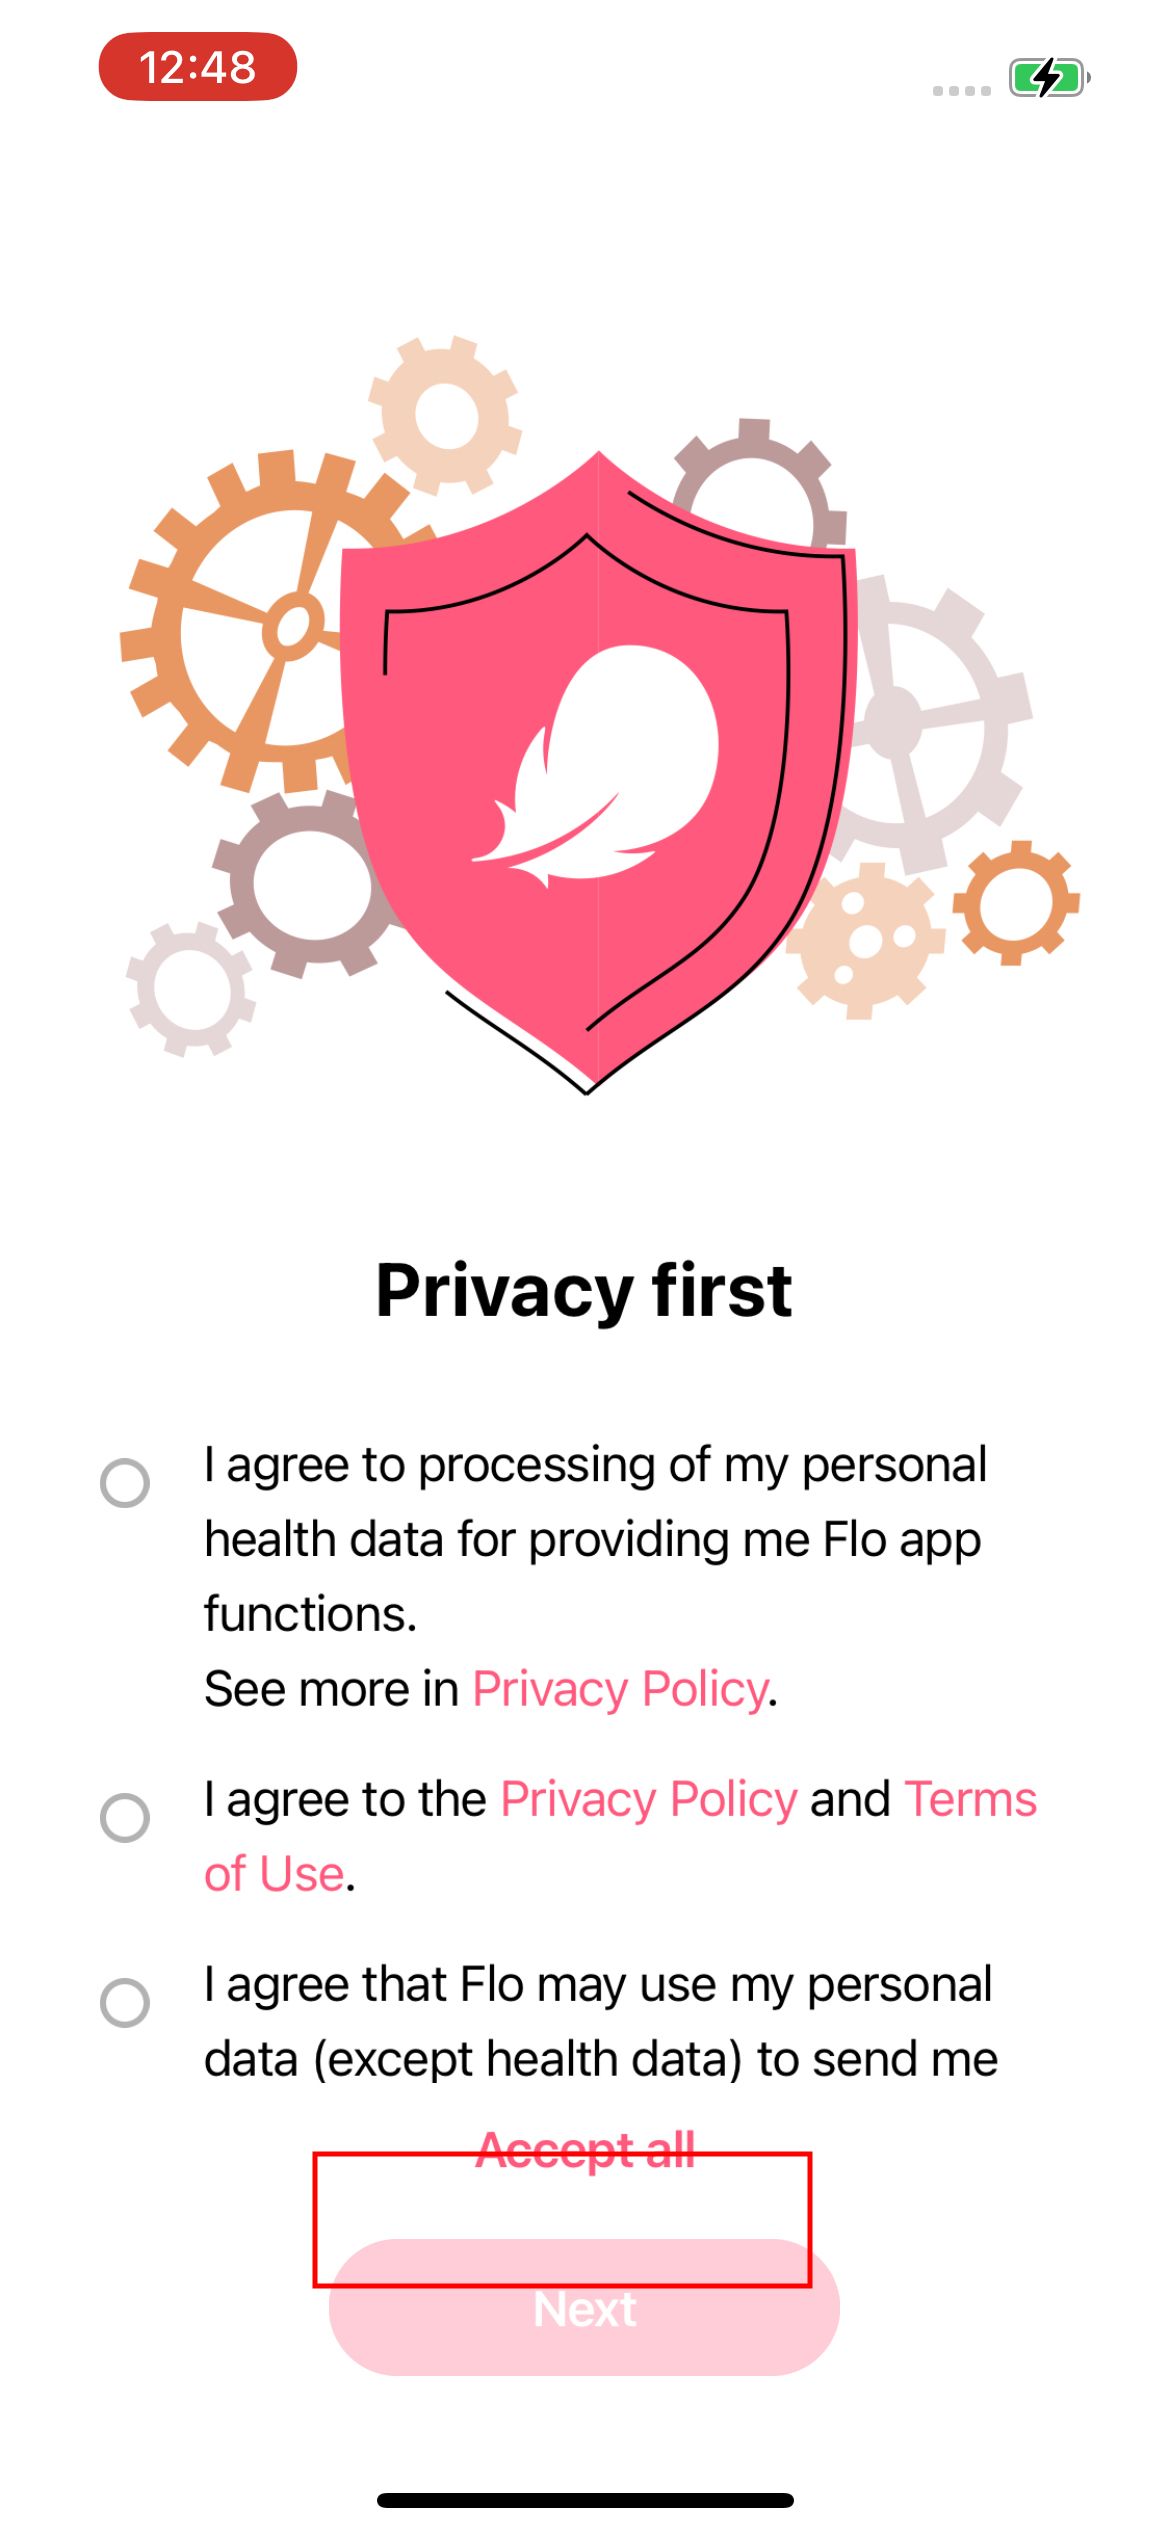 12:48
Privacy first
I agree to processing of my personal
health data for providing me Flo app
functions.
See more in Privacy Policy.
I agree to the Privacy Policy and Terms
of Use.
I agree that Flo may use my personal
data (except health data) to send me
Accept all
Next